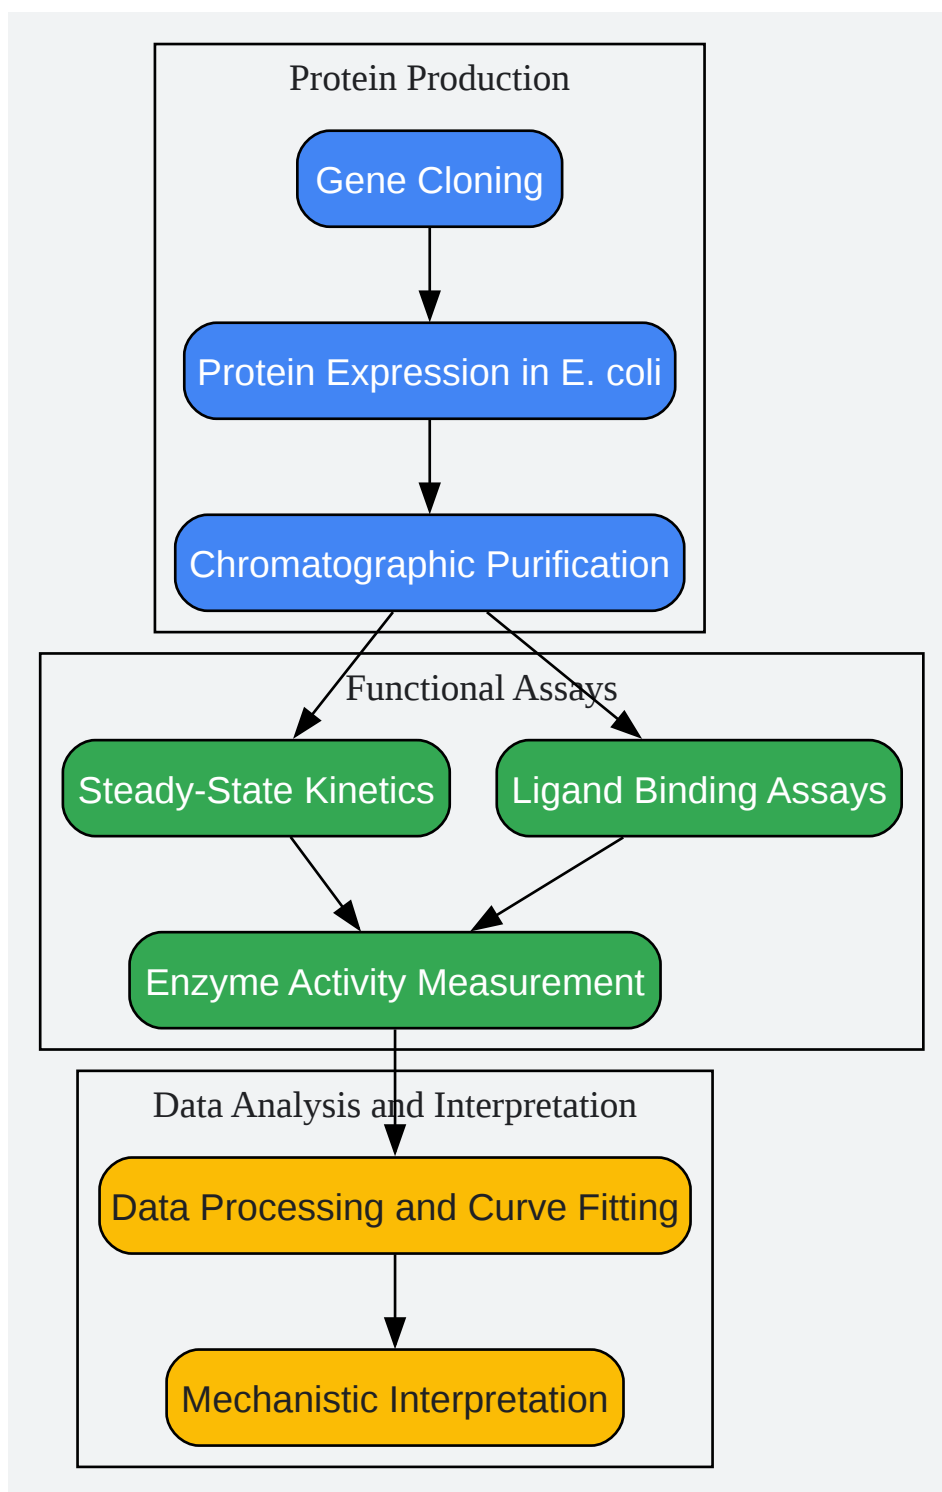 Protein Production
Gene Cloning
Protein Expression in E. coli
Chromatographic Purification
Functional Assays
Steady-State Kinetics
Ligand Binding Assays
Enzyme Activity Measurement
Data Analysis and Interpretation
Data Processing and Curve Fitting
Mechanistic Interpretation